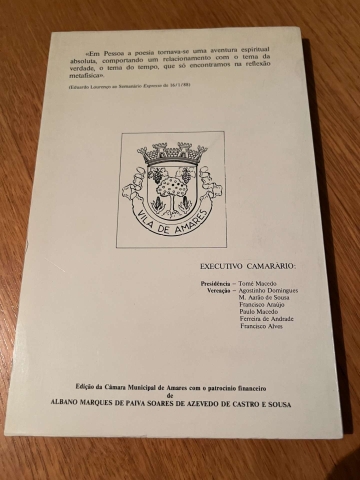 «Em Pessoa a poesia tornava-se uma aventura espiritual
absoluta, comportando um relacionamento com o tema da
verdade, o tema do tempo, que só encontramos na reflexão
metafísica».
(Eduardo Lourenço ao Semanário Expresso de 16/1/88)
VILA DE AMARES
EXECUTIVO CAMARÁRIO:
Presidência – Tomé Macedo
Vereação – Agostinho Domingues
M. Aarão de Sousa
Francisco Araújo
Paulo Macedo
Ferreira de Andrade
Francisco Alves
Edição da Câmara Municipal de Amares com o patrocínio financeiro
de
ALBANO MARQUES DE PAIVA SOARES DE AZEVEDO DE CASTRO E SOUSA